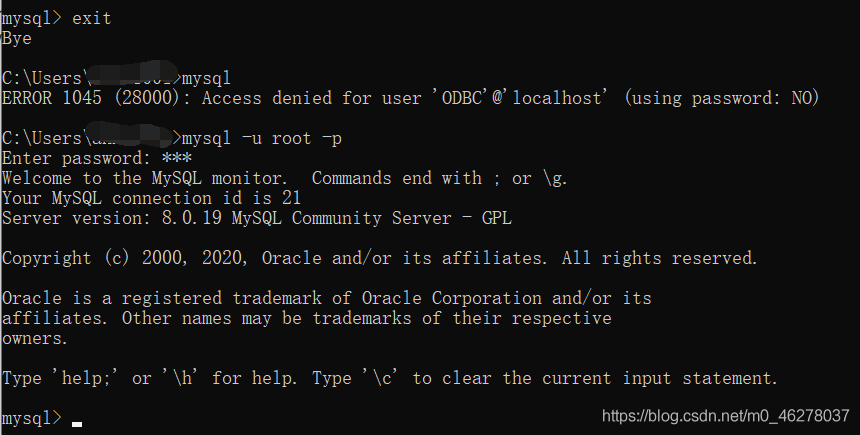 mysql> exit
Bye
C:\Users\>mysql
ERROR 1045 (28000): Access denied for user 'ODBC'@'localhost' (using password: NO)
C:\Users\>mysql -u root -p
Enter password: ***
Welcome to the MySQL monitor.  Commands end with ; or \g.
Your MySQL connection id is 21
Server version: 8.0.19 MySQL Community Server - GPL
Copyright (c) 2000, 2020, Oracle and/or its affiliates. All rights reserved.
Oracle is a registered trademark of Oracle Corporation and/or its
affiliates. Other names may be trademarks of their respective
owners.
Type 'help;' or '\h' for help. Type '\c' to clear the current input statement.
mysql>
https://blog.csdn.net/m0_46278037